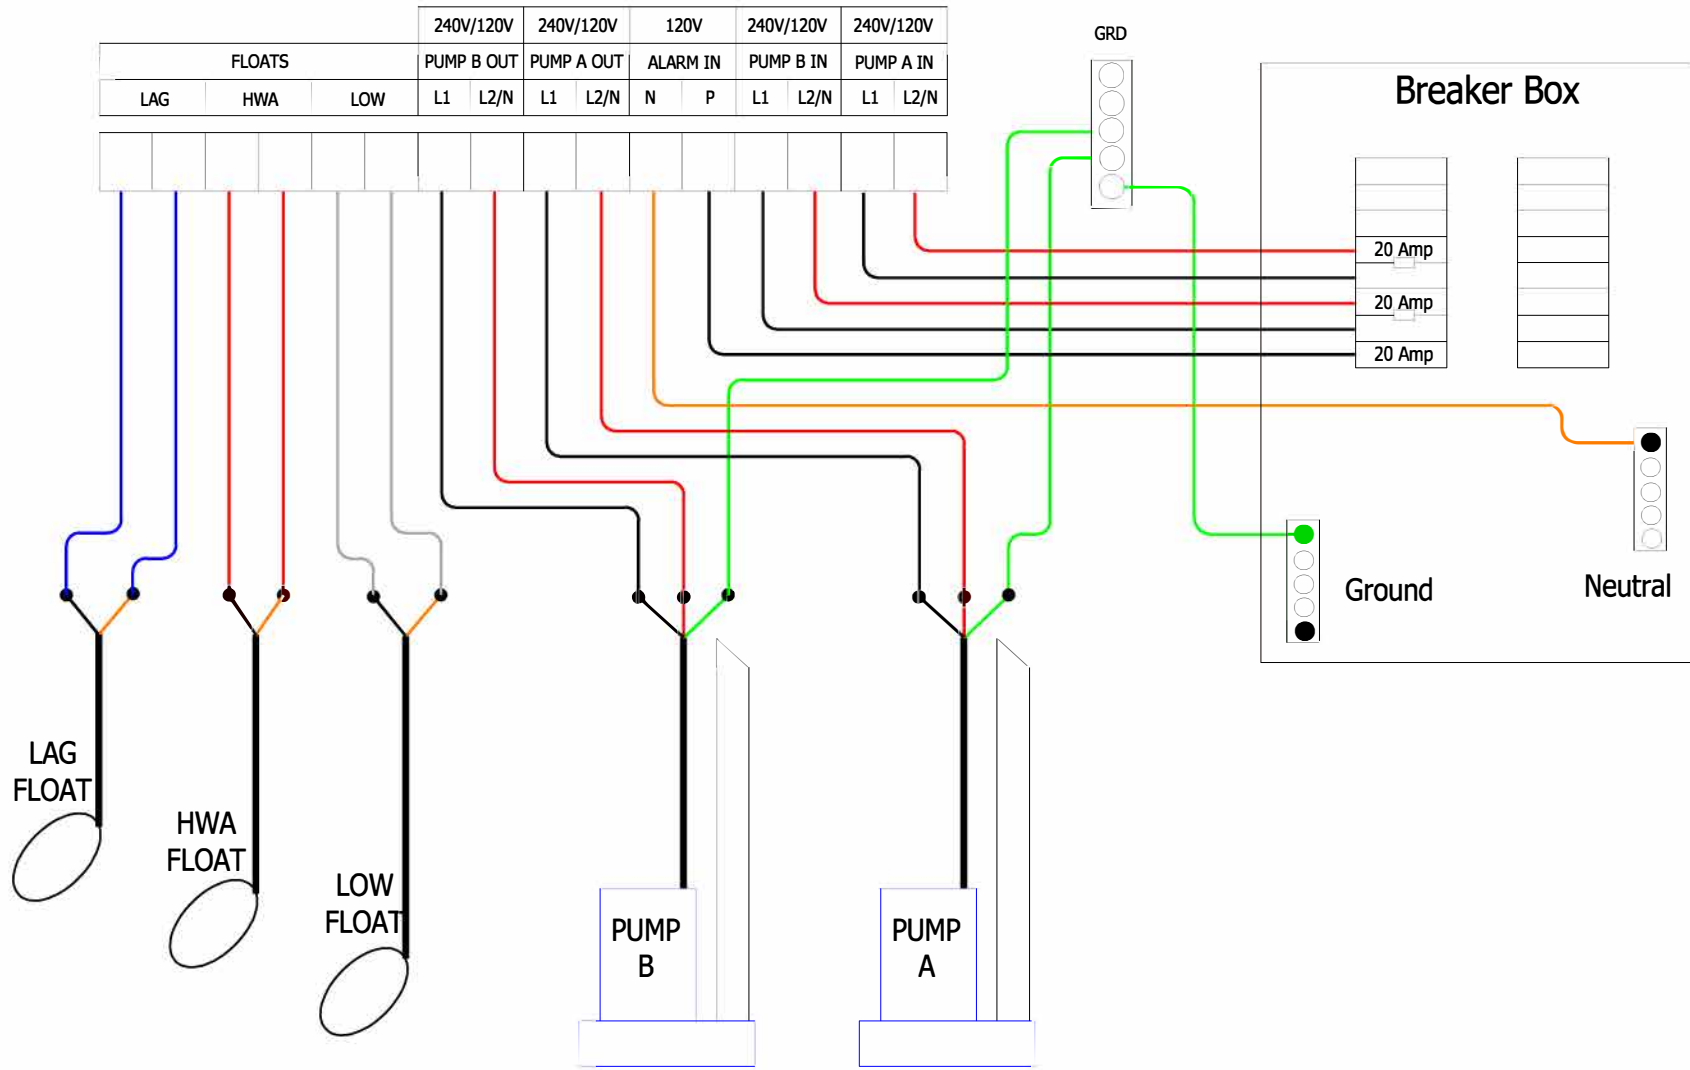 240V/120V 240V/120V 120V 240V/120V 240V/120V
FLOATS PUMP B OUT PUMP A OUT ALARM IN PUMP B IN PUMP A IN
LAG HWA LOW L1 L2/N L1 L2/N N P L1 L2/N L1 L2/N
GRD
Breaker Box
20 Amp
20 Amp
20 Amp
Ground
Neutral
LAG
FLOAT
HWA
FLOAT
LOW
FLOAT
PUMP
B
PUMP
A